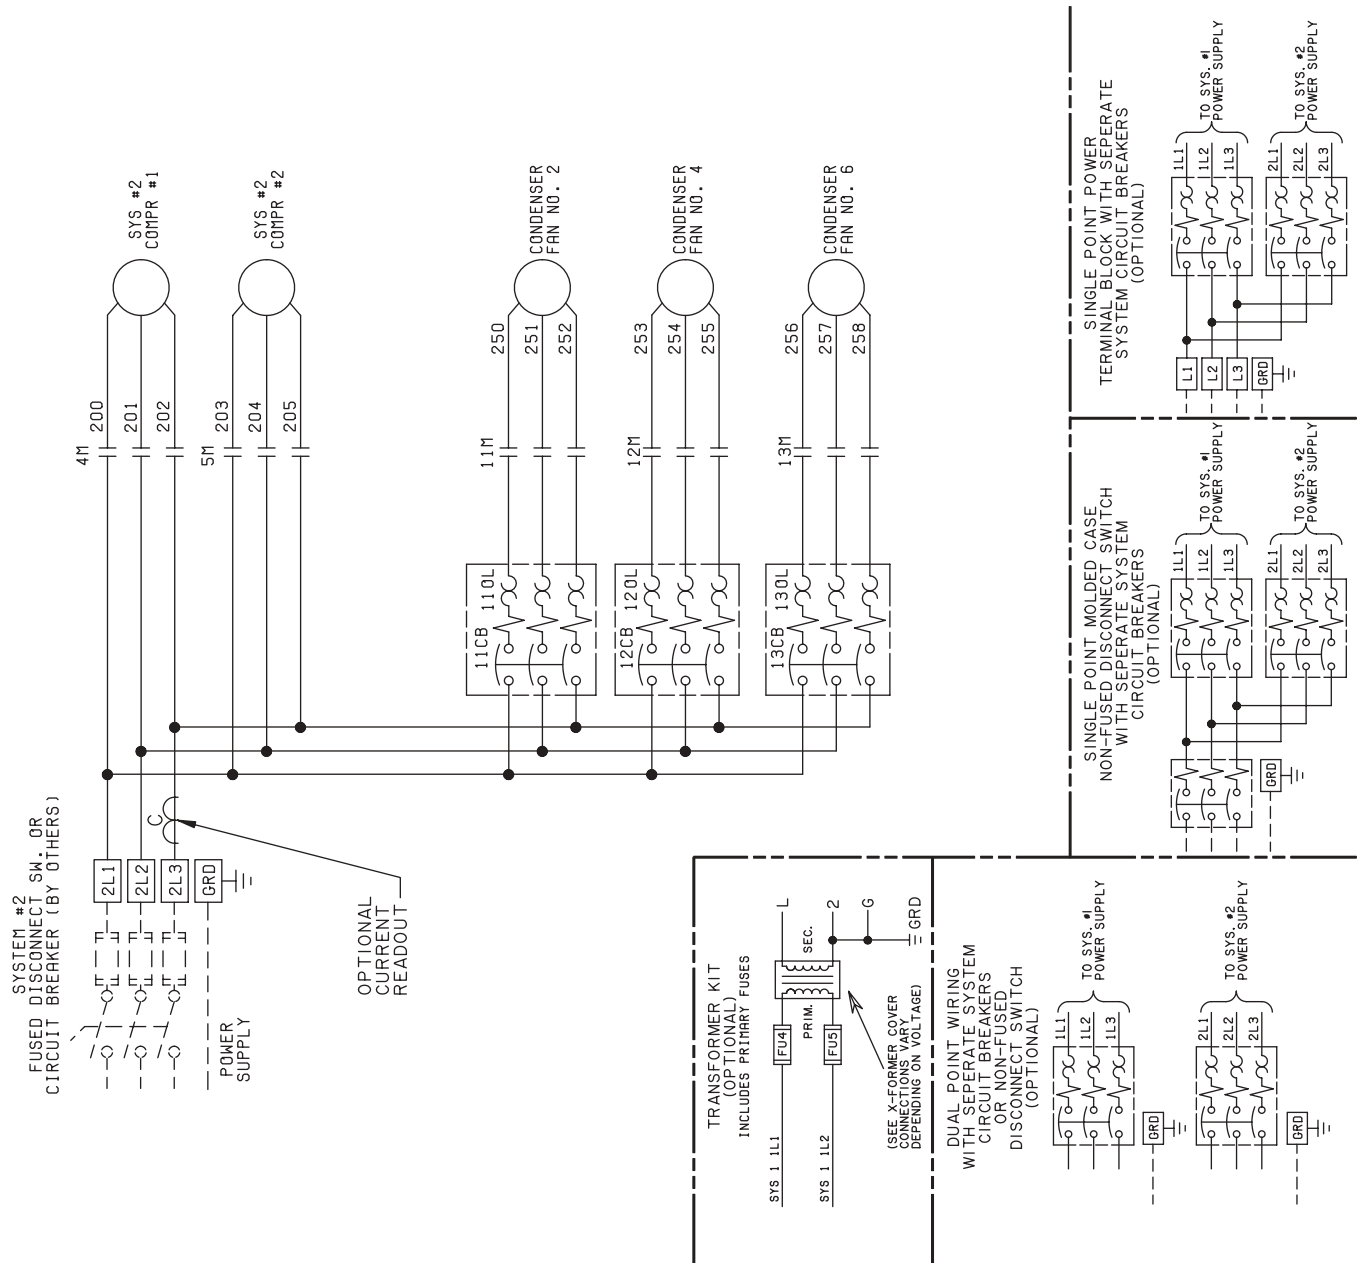 SYSTEM #2
FUSED DISCONNECT SW. OR
CIRCUIT BREAKER (BY OTHERS)
POWER
SUPPLY
2L1
2L2
2L3
GRD
C
OPTIONAL
CURRENT
READOUT
4M
200
201
202
SYS #2
COMPR #1
5M
203
204
205
SYS #2
COMPR #2
11CB
11OL
11M
250
251
252
CONDENSER
FAN NO. 2
12CB
12OL
12M
253
254
255
CONDENSER
FAN NO. 4
13CB
13OL
13M
256
257
258
CONDENSER
FAN NO. 6
TRANSFORMER KIT
(OPTIONAL)
INCLUDES PRIMARY FUSES
SYS 1 1L1
SYS 1 1L2
FU4
FU5
PRIM.
SEC.
L
2
G
GRD
(SEE X-FORMER COVER
CONNECTIONS VARY
DEPENDING ON VOLTAGE)
DUAL POINT WIRING
WITH SEPERATE SYSTEM
CIRCUIT BREAKERS
OR NON-FUSED
DISCONNECT SWITCH
(OPTIONAL)
1L1
1L2
1L3
TO SYS. #1
POWER SUPPLY
GRD
2L1
2L2
2L3
TO SYS. #2
POWER SUPPLY
GRD
SINGLE POINT MOLDED CASE
NON-FUSED DISCONNECT SWITCH
WITH SEPERATE SYSTEM
CIRCUIT BREAKERS
(OPTIONAL)
1L1
1L2
1L3
TO SYS. #1
POWER SUPPLY
2L1
2L2
2L3
TO SYS. #2
POWER SUPPLY
GRD
SINGLE POINT POWER
TERMINAL BLOCK WITH SEPERATE
SYSTEM CIRCUIT BREAKERS
(OPTIONAL)
L1
L2
L3
GRD
1L1
1L2
1L3
TO SYS. #1
POWER SUPPLY
2L1
2L2
2L3
TO SYS. #2
POWER SUPPLY